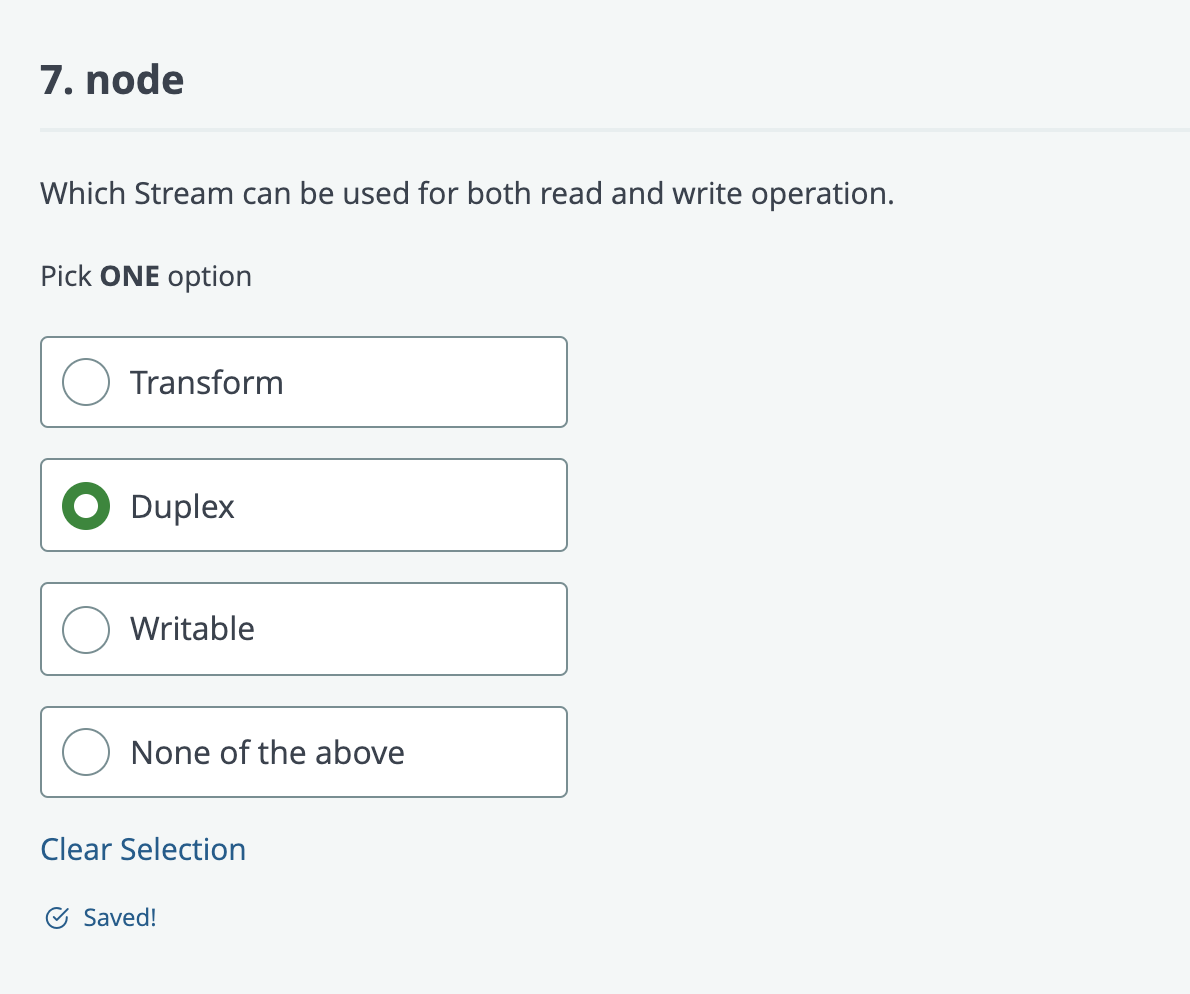 7. node
Which Stream can be used for both read and write operation.
Pick ONE option
Transform
Duplex
Writable
None of the above
Clear Selection
Saved!